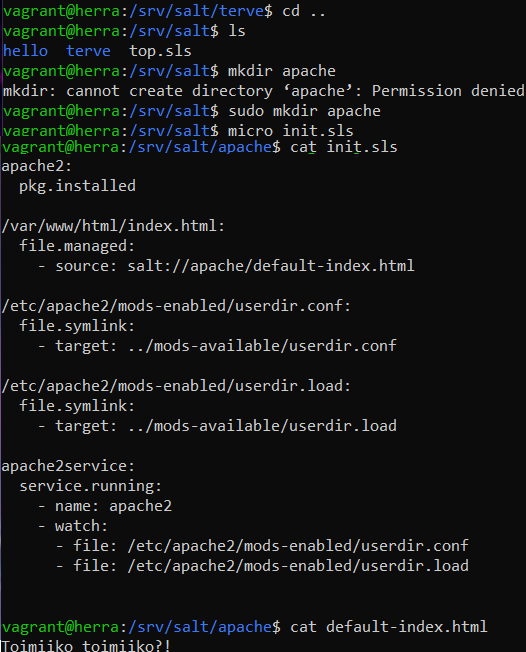 vagrant@herra:/srv/salt/terve$ cd ..
vagrant@herra:/srv/salt$ ls
hello  terve  top.sls
vagrant@herra:/srv/salt$ mkdir apache
mkdir: cannot create directory ‘apache’: Permission denied
vagrant@herra:/srv/salt$ sudo mkdir apache
vagrant@herra:/srv/salt$ micro init.sls
vagrant@herra:/srv/salt/apache$ cat init.sls
apache2:
  pkg.installed

/var/www/html/index.html:
  file.managed:
    - source: salt://apache/default-index.html

/etc/apache2/mods-enabled/userdir.conf:
  file.symlink:
    - target: ../mods-available/userdir.conf

/etc/apache2/mods-enabled/userdir.load:
  file.symlink:
    - target: ../mods-available/userdir.load

apache2service:
  service.running:
    - name: apache2
    - watch:
      - file: /etc/apache2/mods-enabled/userdir.conf
      - file: /etc/apache2/mods-enabled/userdir.load

vagrant@herra:/srv/salt/apache$ cat default-index.html
Toimiiko toimiiko?!